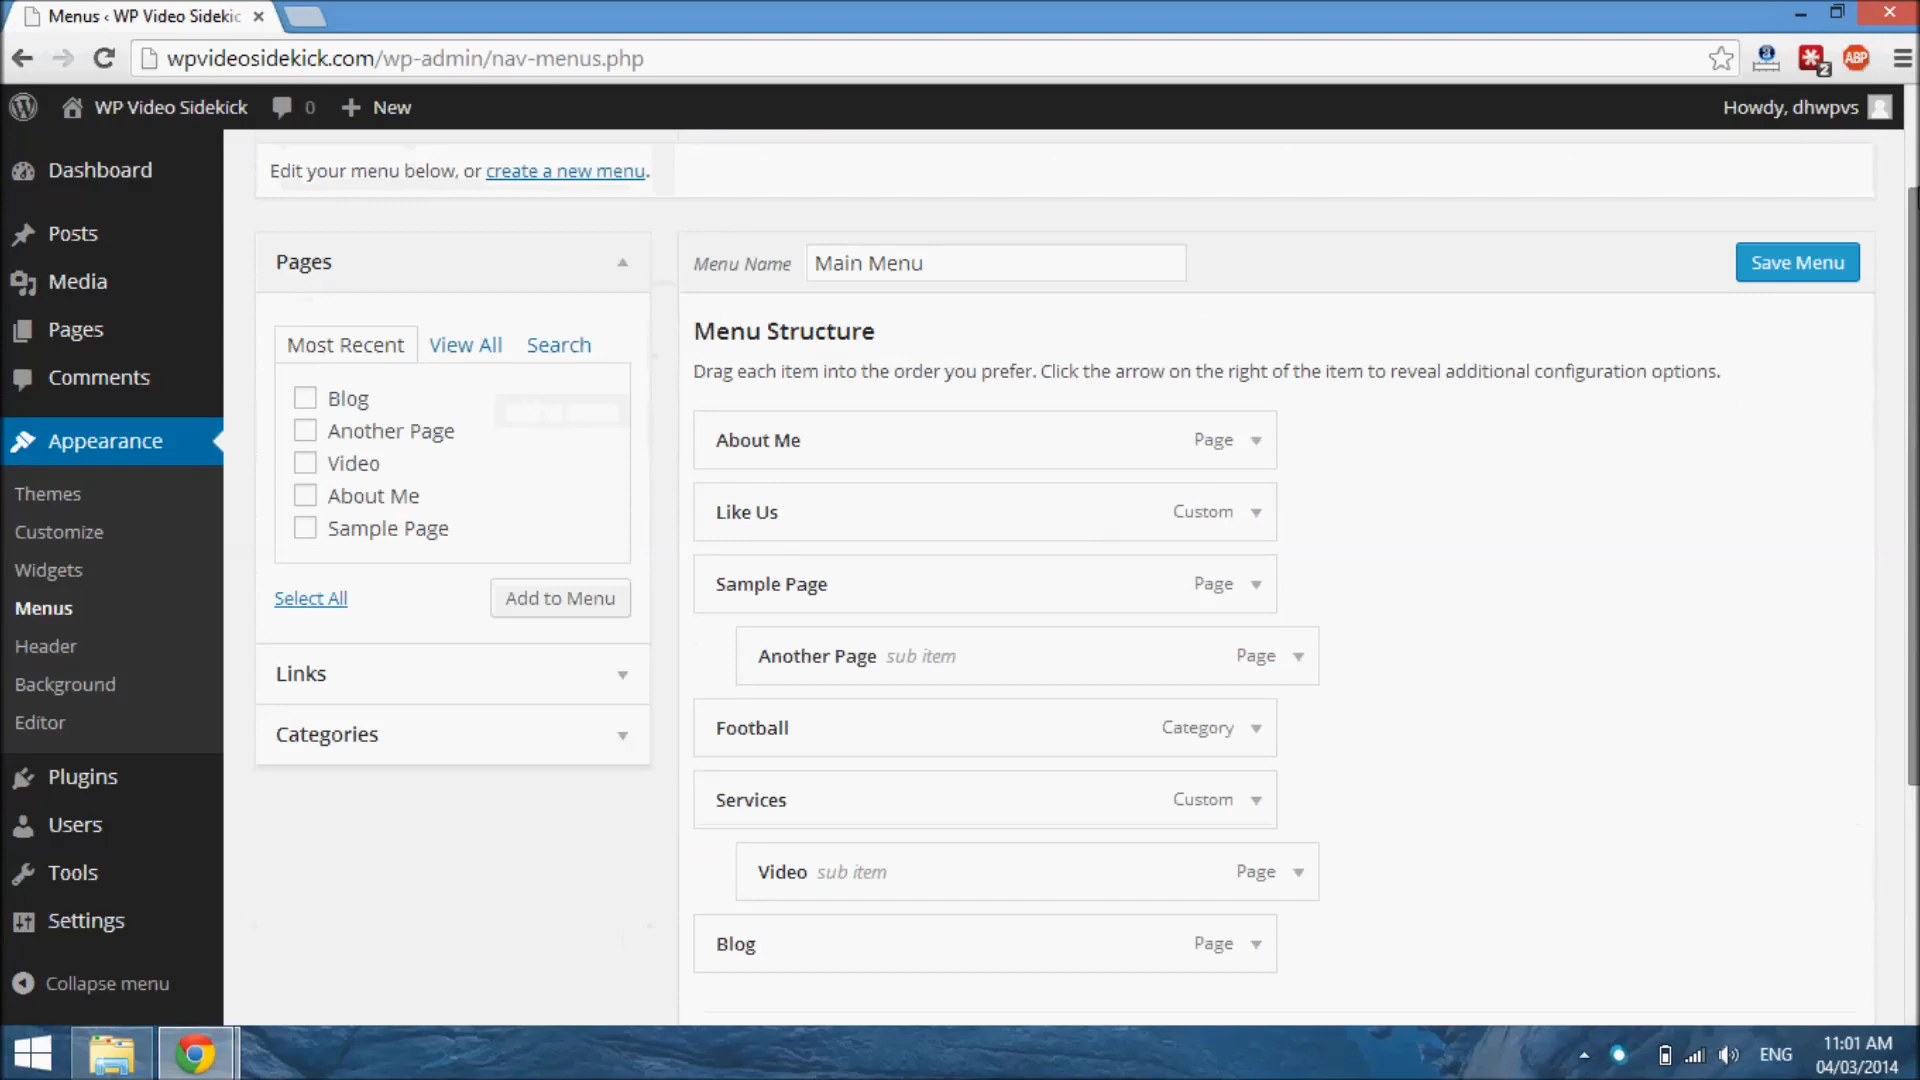 Menus ‹ WP Video Sidekic
wpvideosidekick.com/wp-admin/nav-menus.php
2
ABP
WP Video Sidekick 0 New
Howdy, dhwpvs
Dashboard
Posts
Media
Pages
Comments
Appearance
Themes
Customize
Widgets
Menus
Header
Background
Editor
Plugins
Users
Tools
Settings
Collapse menu
Edit your menu below, or create a new menu.
Pages
Most Recent View All Search
Blog
Another Page
Video
About Me
Sample Page
Select All Add to Menu
Links
Categories
Menu Name Main Menu Save Menu
Menu Structure
Drag each item into the order you prefer. Click the arrow on the right of the item to reveal additional configuration options.
About Me Page
Like Us Custom
Sample Page Page
Another Page sub item Page
Football Category
Services Custom
Video sub item Page
Blog Page
ENG
11:01 AM
04/03/2014